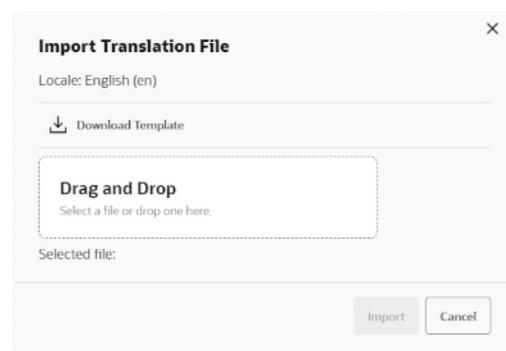 Import Translation File
Locale: English (en)
Download Template
Drag and Drop
Select a file or drop one here.
Selected file:
Import
Cancel